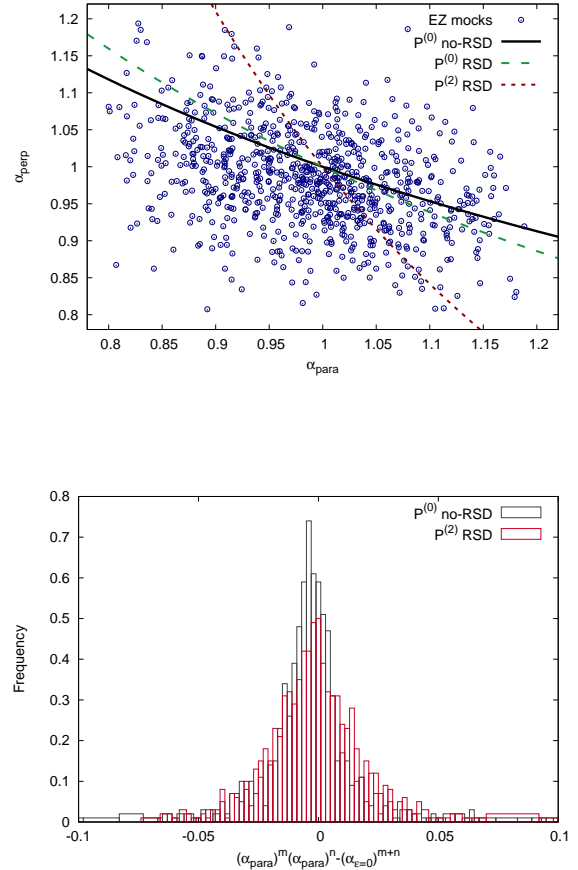 EZ mocks
P^(0) no-RSD
P^(0) RSD
P^(2) RSD
1.2
1.15
1.1
1.05
1
0.95
0.9
0.85
0.8
α_perp
0.8 0.85 0.9 0.95 1 1.05 1.1 1.15 1.2
α_para
P^(0) no-RSD
P^(2) RSD
0.8
0.7
0.6
0.5
0.4
0.3
0.2
0.1
0
Frequency
-0.1 -0.05 0 0.05 0.1
(α_para)^m(α_para)^n-(α_ε=0)^m+n